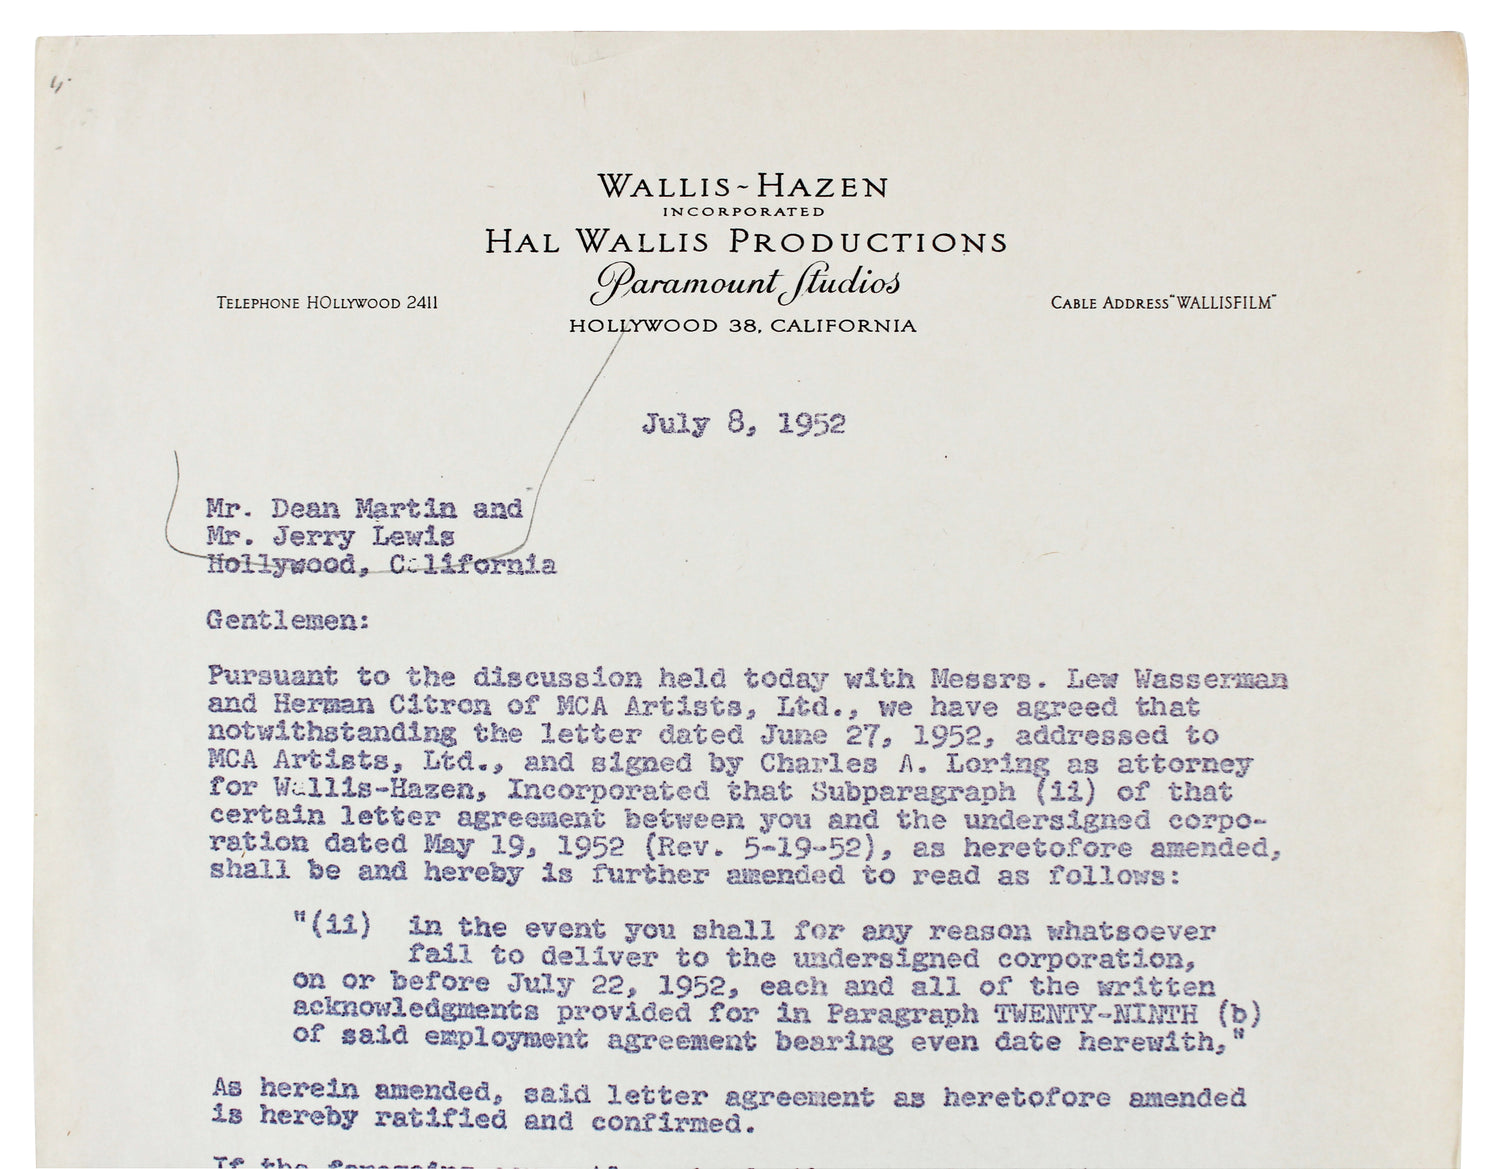 WALLIS~HAZEN
INCORPORATED
HAL WALLIS PRODUCTIONS
Paramount Studios
TELEPHONE HOLLYWOOD 2411
CABLE ADDRESS "WALLISFILM"
HOLLYWOOD 38, CALIFORNIA
July 8, 1952
Mr. Dean Martin and
Mr. Jerry Lewis
Hollywood, California
Gentlemen:
Pursuant to the discussion held today with Messrs. Lew Wasserman
and Herman Citron of MCA Artists, Ltd., we have agreed that
notwithstanding the letter dated June 27, 1952, addressed to
MCA Artists, Ltd., and signed by Charles A. Loring as attorney
for Wallis-Hazen, Incorporated that Subparagraph (ii) of that
certain letter agreement between you and the undersigned corpo-
ration dated May 19, 1952 (Rev. 5-19-52), as heretofore amended,
shall be and hereby is further amended to read as follows:
"(ii) in the event you shall for any reason whatsoever
fail to deliver to the undersigned corporation,
on or before July 22, 1952, each and all of the written
acknowledgments provided for in Paragraph TWENTY-NINTH (b)
of said employment agreement bearing even date herewith,"
As herein amended, said letter agreement as heretofore amended
is hereby ratified and confirmed.
If the foregoing